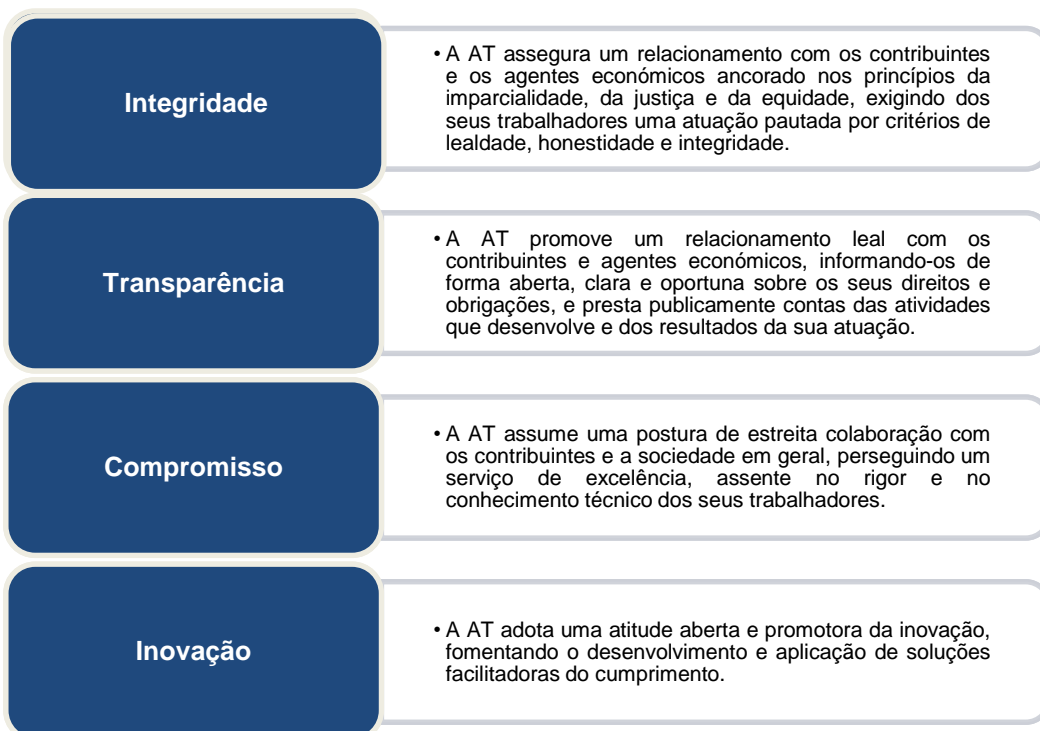 Integridade
• A AT assegura um relacionamento com os contribuintes
e os agentes económicos ancorado nos princípios da
imparcialidade, da justiça e da equidade, exigindo dos
seus trabalhadores uma atuação pautada por critérios de
lealdade, honestidade e integridade.
Transparência
• A AT promove um relacionamento leal com os
contribuintes e agentes económicos, informando-os de
forma aberta, clara e oportuna sobre os seus direitos e
obrigações, e presta publicamente contas das atividades
que desenvolve e dos resultados da sua atuação.
Compromisso
• A AT assume uma postura de estreita colaboração com
os contribuintes e a sociedade em geral, perseguindo um
serviço de excelência, assente no rigor e no
conhecimento técnico dos seus trabalhadores.
Inovação
• A AT adota uma atitude aberta e promotora da inovação,
fomentando o desenvolvimento e aplicação de soluções
facilitadoras do cumprimento.